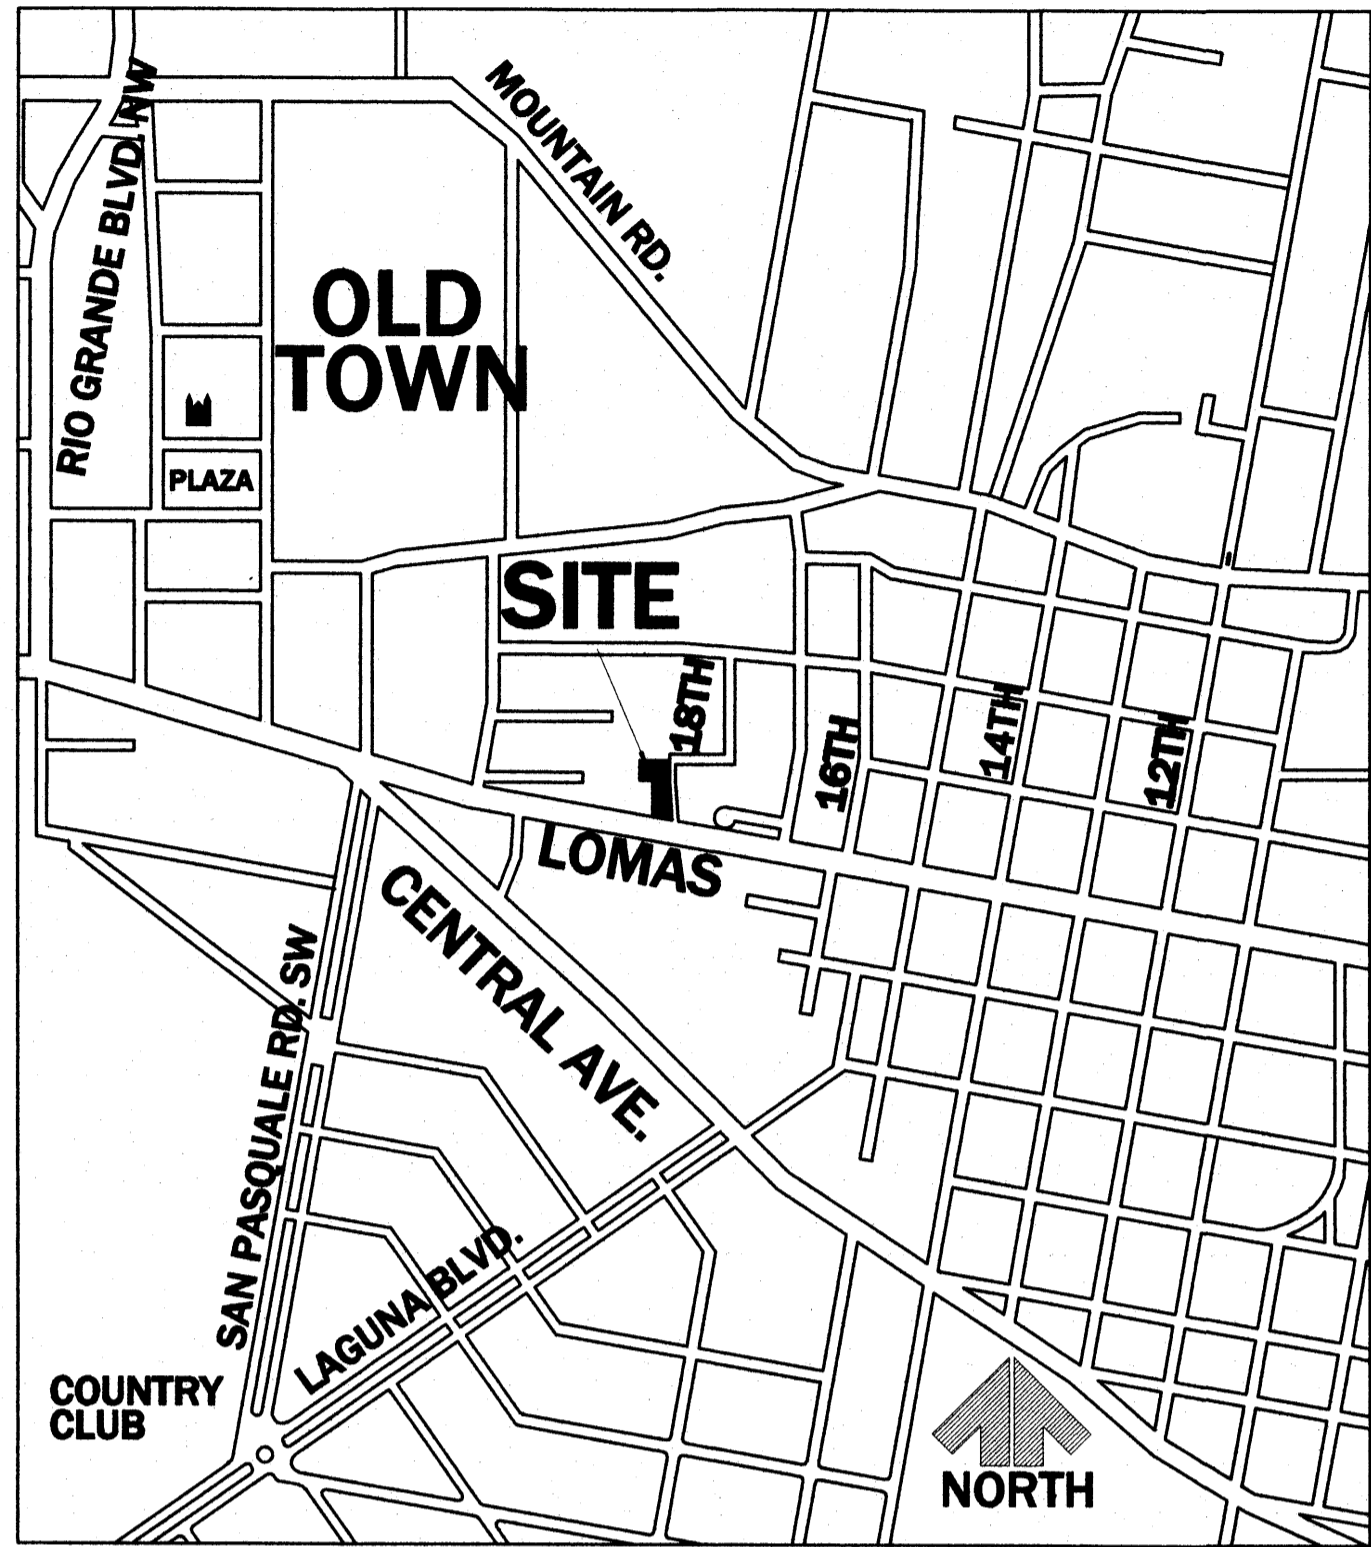 MOUNTAIN RD.
RIO GRANDE BLVD. NW
OLD
TOWN
PLAZA
SITE
18TH
16TH
14TH
12TH
LOMAS
CENTRAL AVE.
SAN PASQUALE RD. SW
LAGUNA BLVD.
COUNTRY
CLUB
NORTH